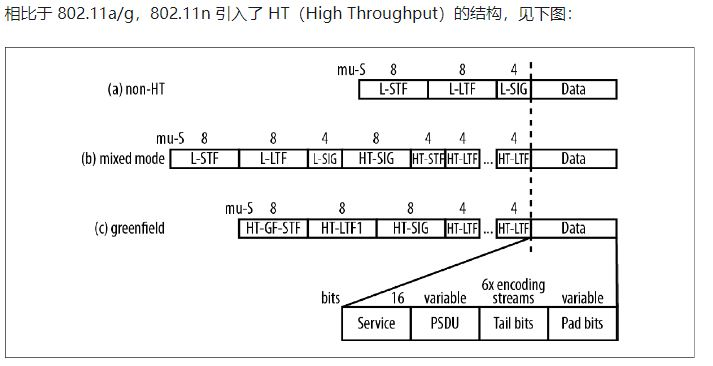 相比于 802.11a/g，802.11n 引入了 HT（High Throughput）的结构，见下图：
mu-S 8 8 4
(a) non-HT L-STF L-LTF L-SIG Data
mu-S 8 8 4 8 4 4 4
(b) mixed mode L-STF L-LTF L-SIG HT-SIG HT-STF HT-LTF ... HT-LTF Data
mu-S 8 8 8 4 4
(c) greenfield HT-GF-STF HT-LTF1 HT-SIG HT-LTF ... HT-LTF Data
6x encoding
bits 16 variable streams variable
Service PSDU Tail bits Pad bits